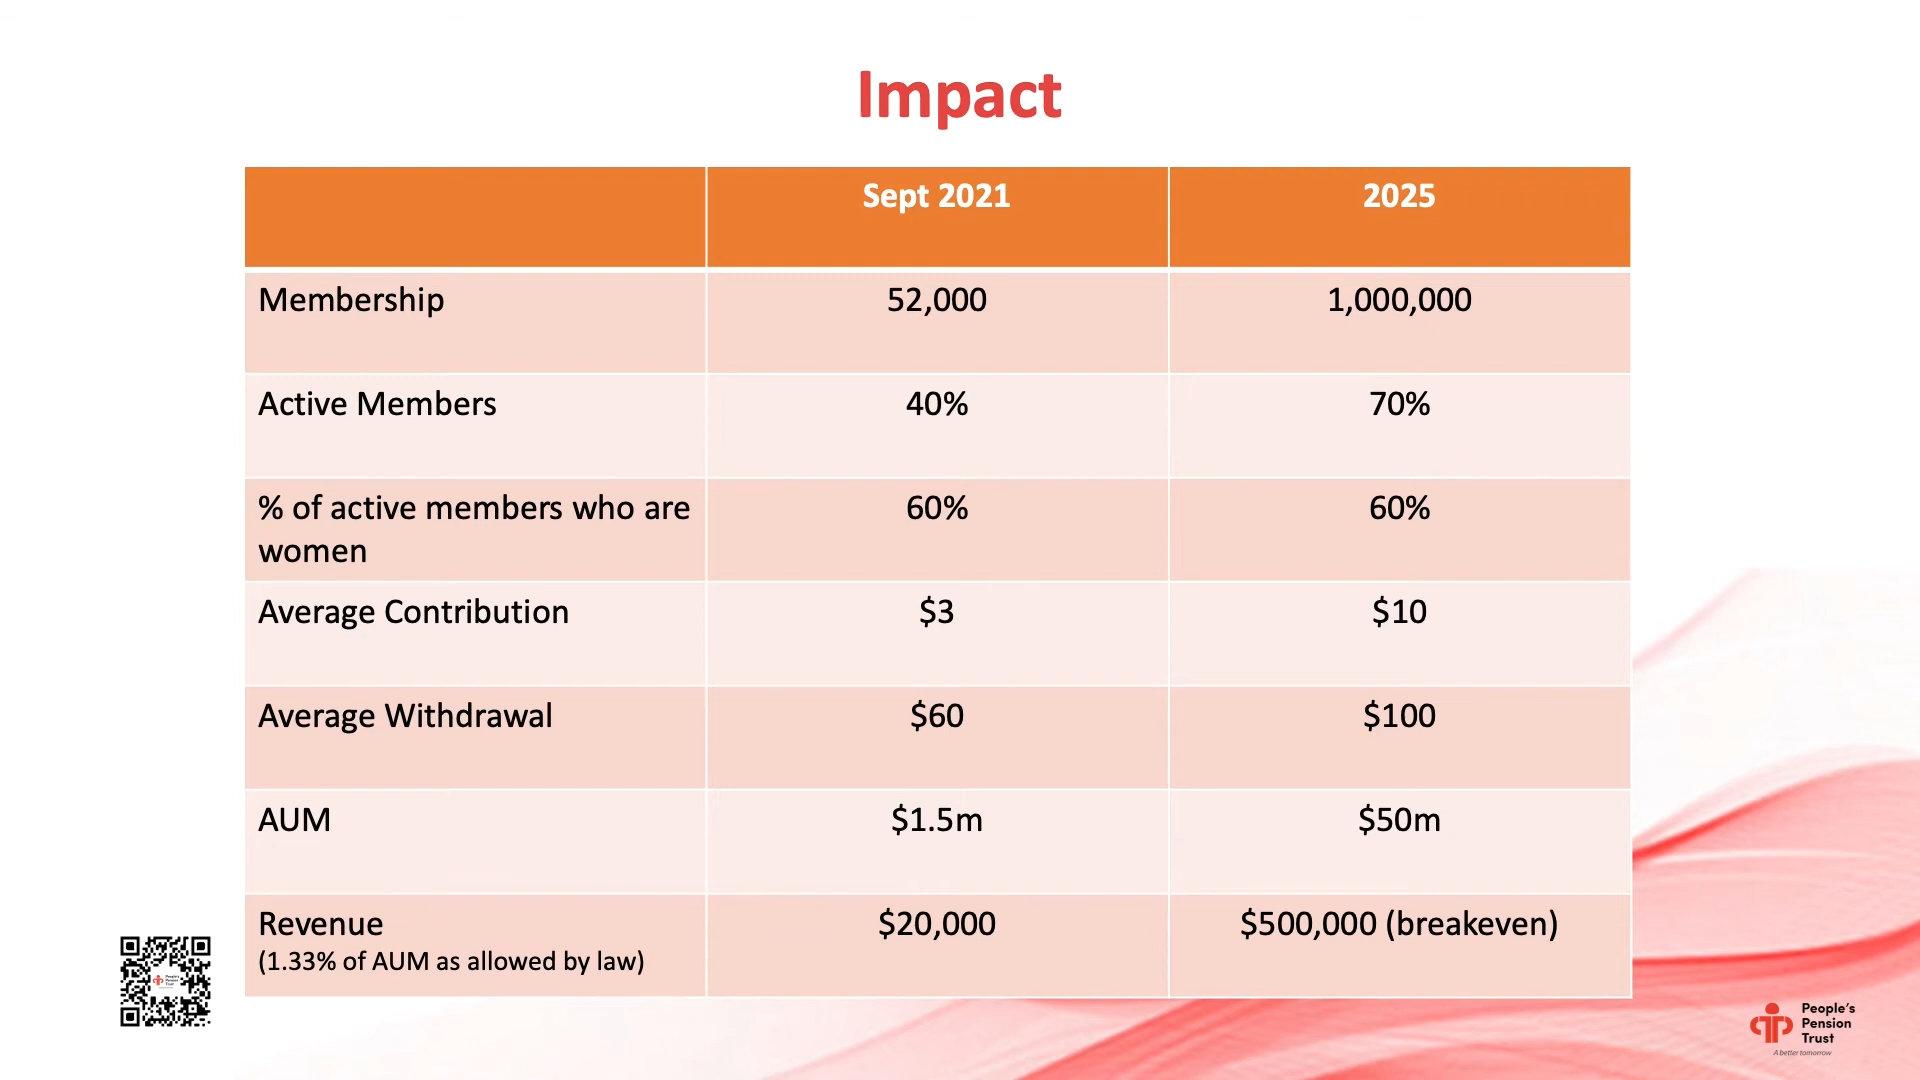 Impact
Sept 2021 2025
Membership 52,000 1,000,000
Active Members 40% 70%
% of active members who are 60% 60%
women
Average Contribution $3 $10
Average Withdrawal $60 $100
AUM $1.5m $50m
Revenue $20,000 $500,000 (breakeven)
(1.33% of AUM as allowed by law)
People's
Pension
Trust
A better tomorrow